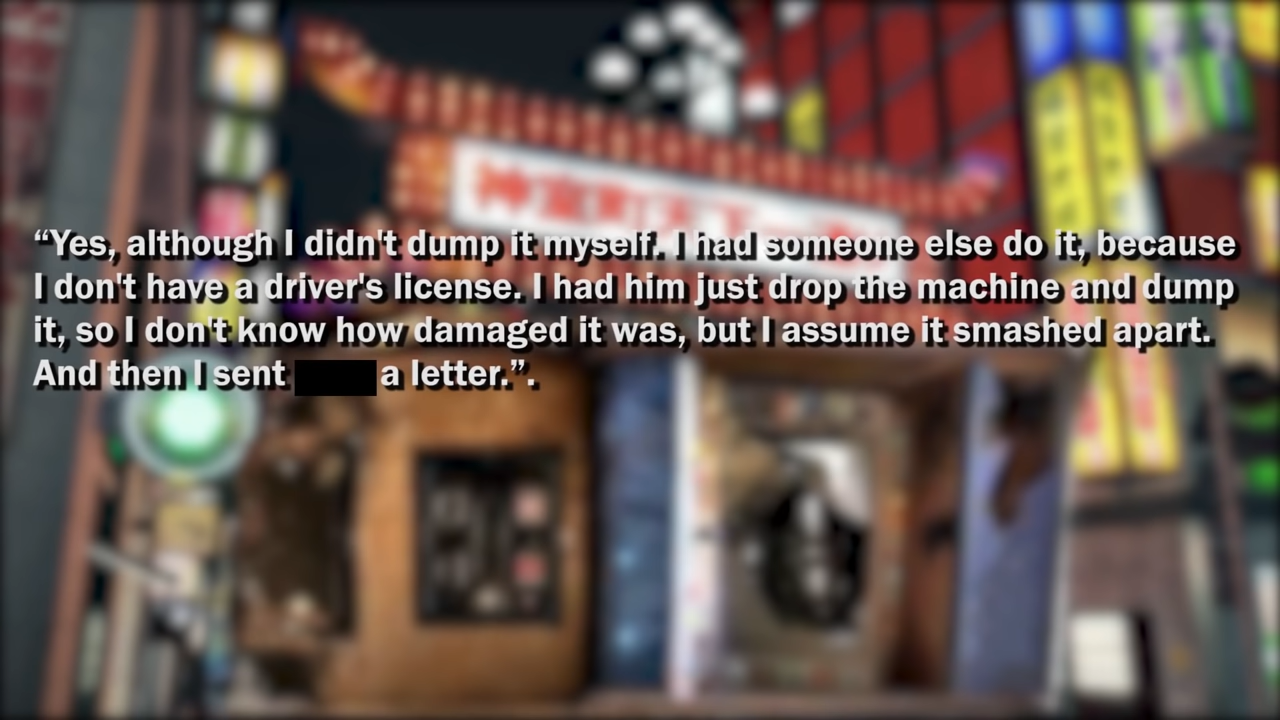 “Yes, although I didn't dump it myself. I had someone else do it, because
I don't have a driver's license. I had him just drop the machine and dump
it, so I don't know how damaged it was, but I assume it smashed apart.
And then I sent a letter.”.